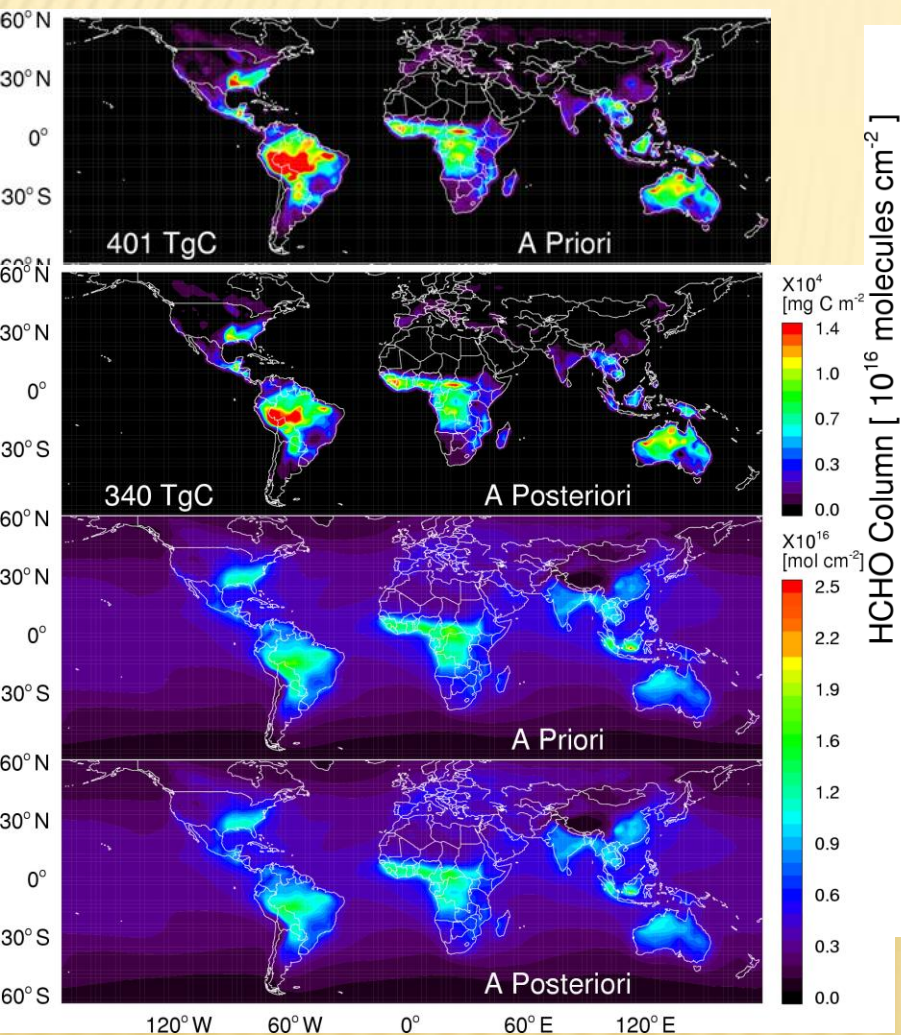 60° N
30° N
0°
30° S
401 TgC
A Priori
60° N
30° N
0°
30° S
340 TgC
A Posteriori
X10⁴
[mg C m⁻²
1.4
1.0
0.7
0.3
0.0
60° N
30° N
0°
30° S
A Priori
X10¹⁶
[mol cm⁻²]
2.5
2.2
1.9
1.6
1.2
0.9
0.6
0.3
0.0
60° N
30° N
0°
30° S
60° S
A Posteriori
120° W
60° W
0°
60° E
120° E
HCHO Column [ 10¹⁶ molecules cm⁻² ]